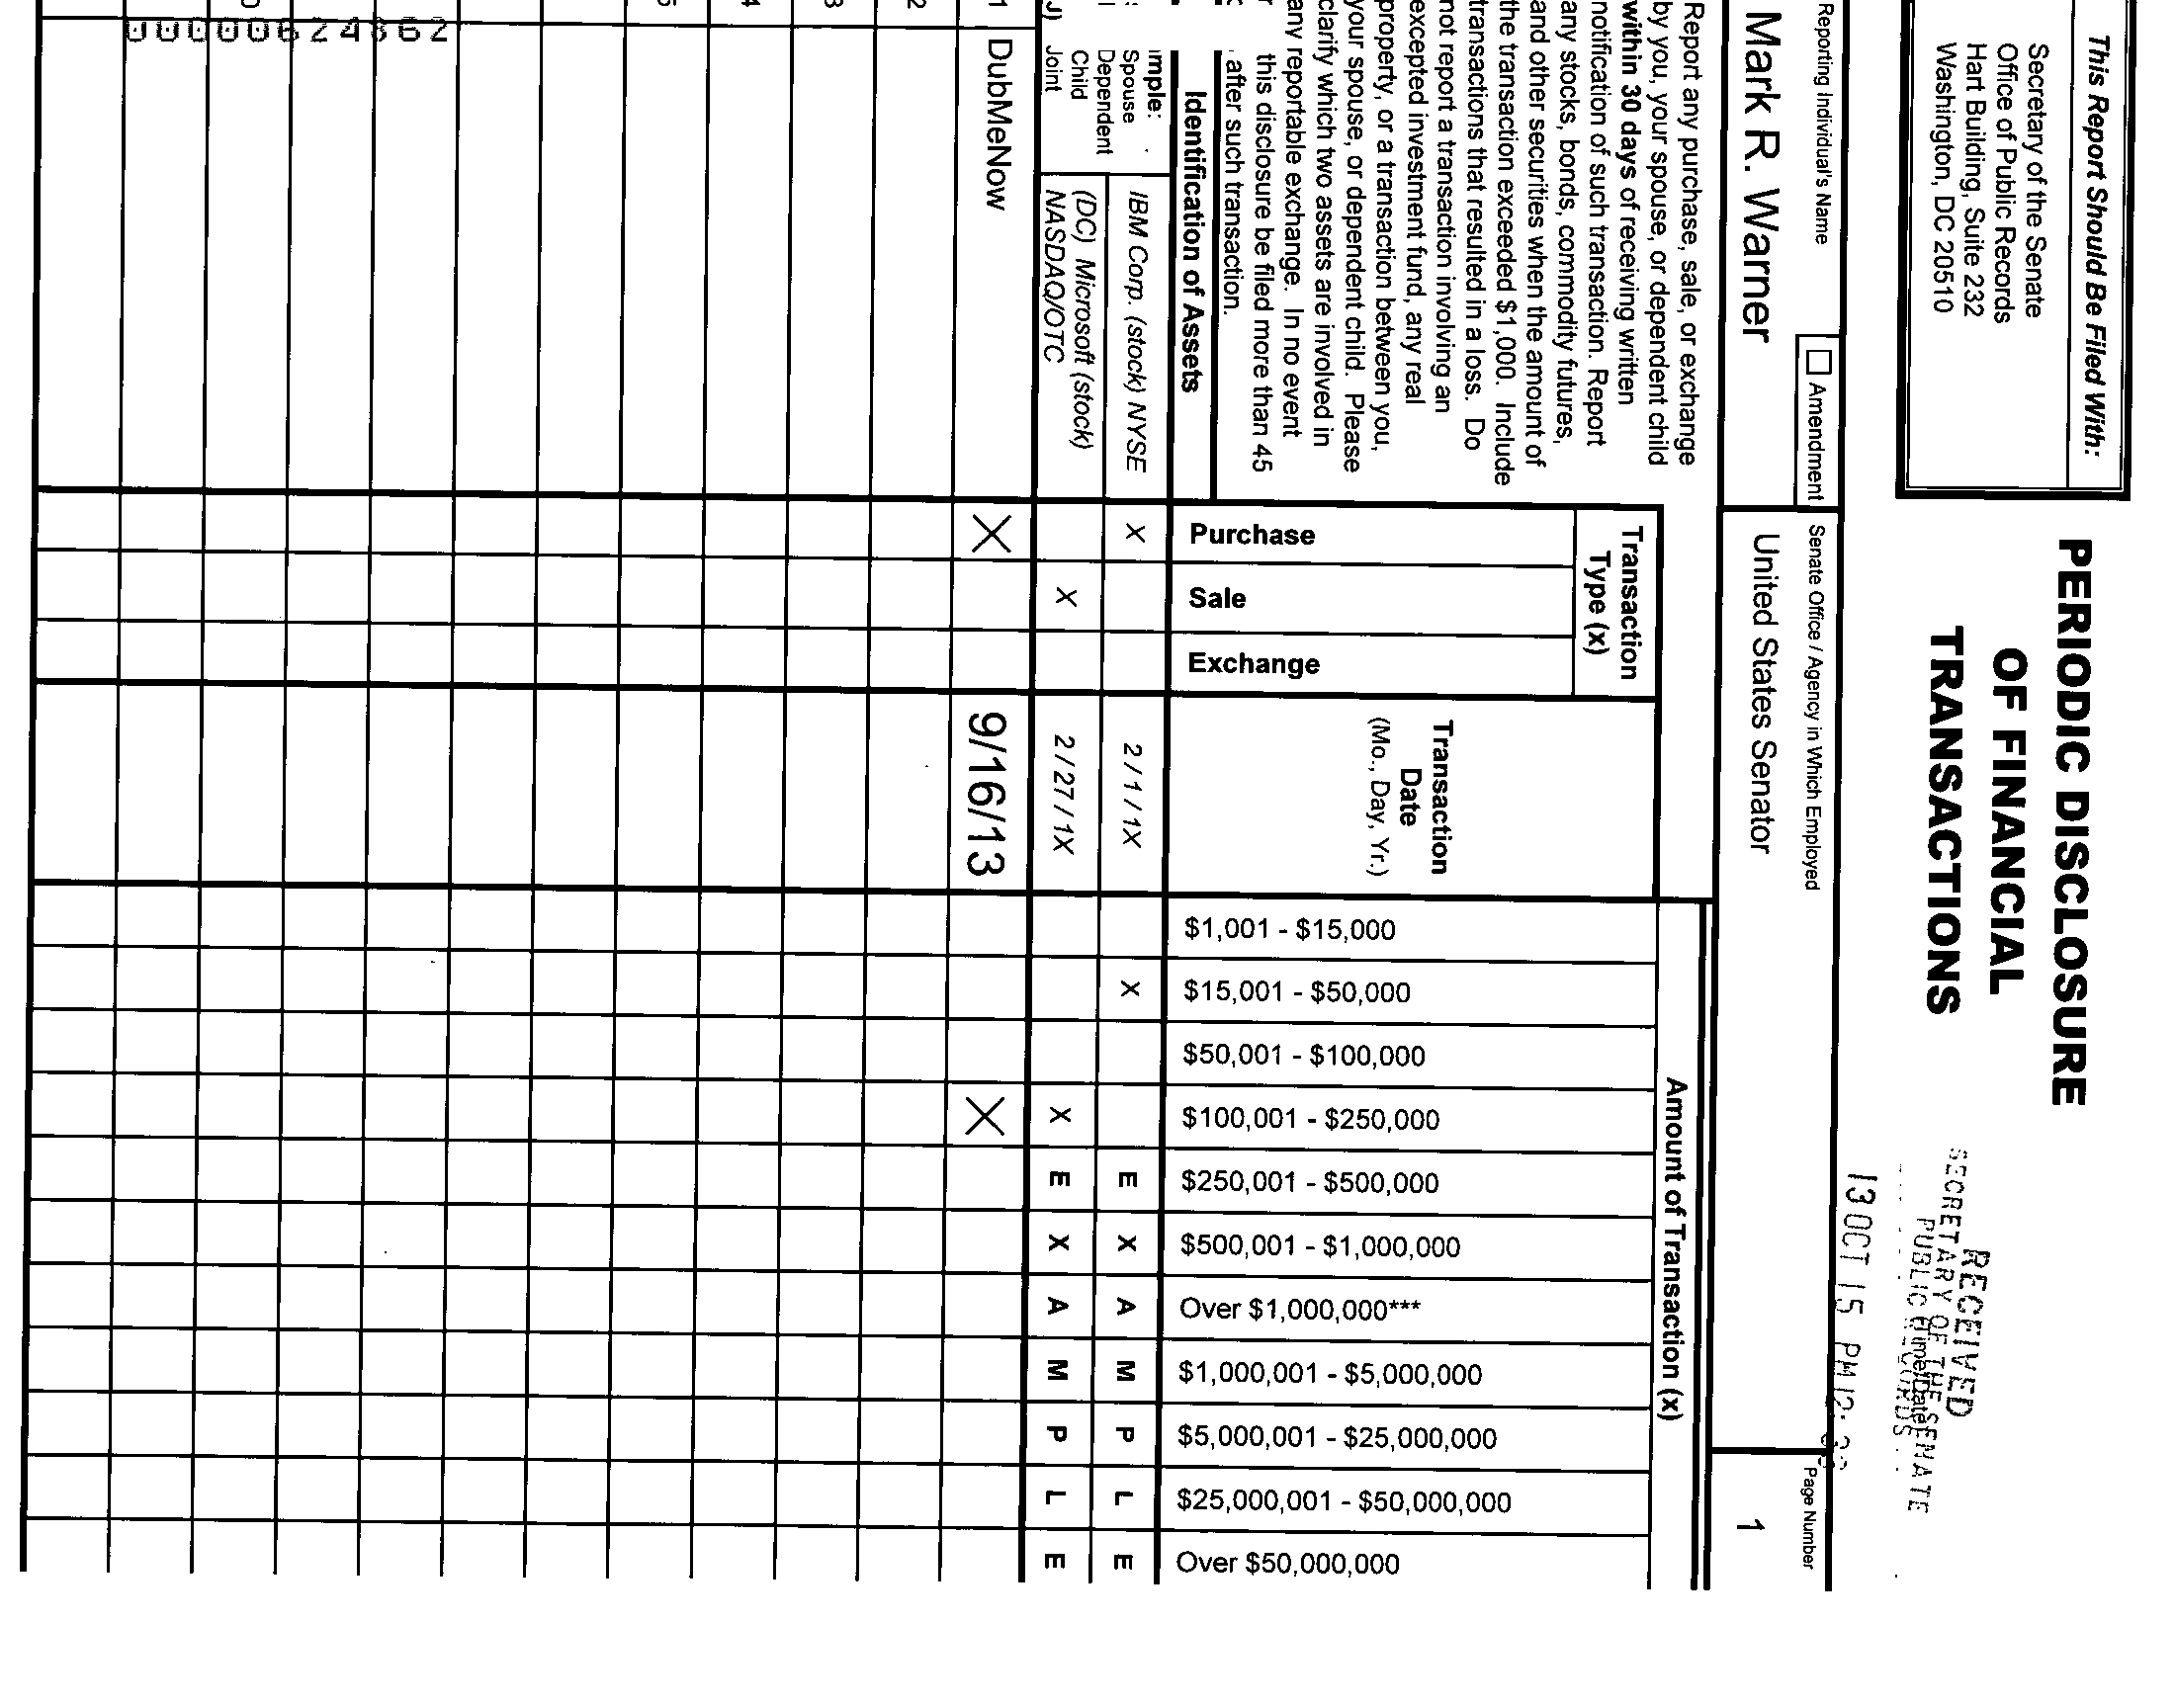 This Report Should Be Filed With:
Secretary of the Senate
Office of Public Records
Hart Building, Suite 232
Washington, DC 20510
PERIODIC DISCLOSURE
OF FINANCIAL
TRANSACTIONS
RECEIVED
SECRETARY OF THE SENATE
PUBLIC
13 OCT 15 PM 12:
Reporting Individual's Name
Amendment
Mark R. Warner
Senate Office / Agency in Which Employed
United States Senator
Page Number
1
Report any purchase, sale, or exchange
by you, your spouse, or dependent child
within 30 days of receiving written
notification of such transaction. Report
any stocks, bonds, commodity futures,
and other securities when the amount of
the transaction exceeded $1,000. Include
transactions that resulted in a loss. Do
not report a transaction involving an
excepted investment fund, any real
property, or a transaction between you,
your spouse, or dependent child. Please
clarify which two assets are involved in
any reportable exchange. In no event
this disclosure be filed more than 45
after such transaction.
Identification of Assets
Transaction
Type (x)
Purchase
Sale
Exchange
Transaction
Date
(Mo., Day, Yr.)
Amount of Transaction (x)
$1,001 - $15,000
$15,001 - $50,000
$50,001 - $100,000
$100,001 - $250,000
$250,001 - $500,000
$500,001 - $1,000,000
Over $1,000,000***
$1,000,001 - $5,000,000
$5,000,001 - $25,000,000
$25,000,001 - $50,000,000
Over $50,000,000
mple:
Spouse
Dependent
Child
J) Joint
IBM Corp. (stock) NYSE X 2 / 1 / 1X X E X A M P L E
(DC) Microsoft (stock)
NASDAQ/OTC X 2 / 27 / 1X X E X A M P L E
1 DubMeNow X 9/16/13 X
2
3
4
5
00000624862